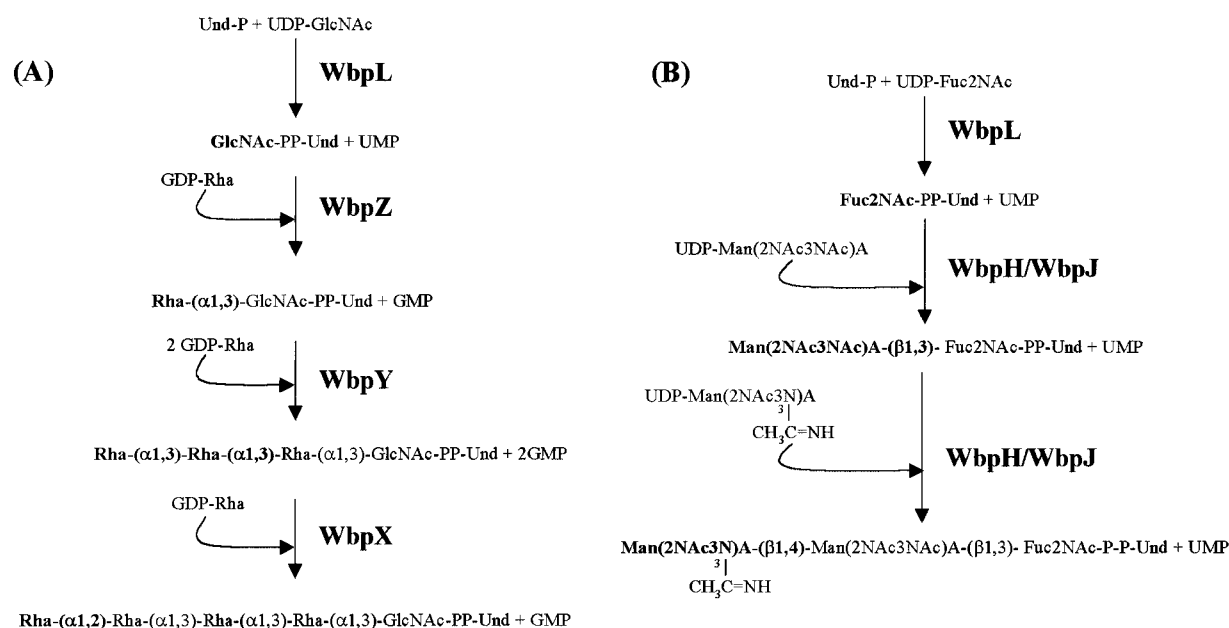 (A)
Und-P + UDP-GlcNAc
WbpL
GlcNAc-PP-Und + UMP
GDP-Rha
WbpZ
Rha-(α1,3)-GlcNAc-PP-Und + GMP
2 GDP-Rha
WbpY
Rha-(α1,3)-Rha-(α1,3)-Rha-(α1,3)-GlcNAc-PP-Und + 2GMP
GDP-Rha
WbpX
Rha-(α1,2)-Rha-(α1,3)-Rha-(α1,3)-Rha-(α1,3)-GlcNAc-PP-Und + GMP
(B)
Und-P + UDP-Fuc2NAc
WbpL
Fuc2NAc-PP-Und + UMP
UDP-Man(2NAc3NAc)A
WbpH/WbpJ
Man(2NAc3NAc)A-(β1,3)- Fuc2NAc-PP-Und + UMP
UDP-Man(2NAc3N)A
3
CH₃C=NH
WbpH/WbpJ
Man(2NAc3N)A-(β1,4)-Man(2NAc3NAc)A-(β1,3)- Fuc2NAc-P-P-Und + UMP
3
CH₃C=NH